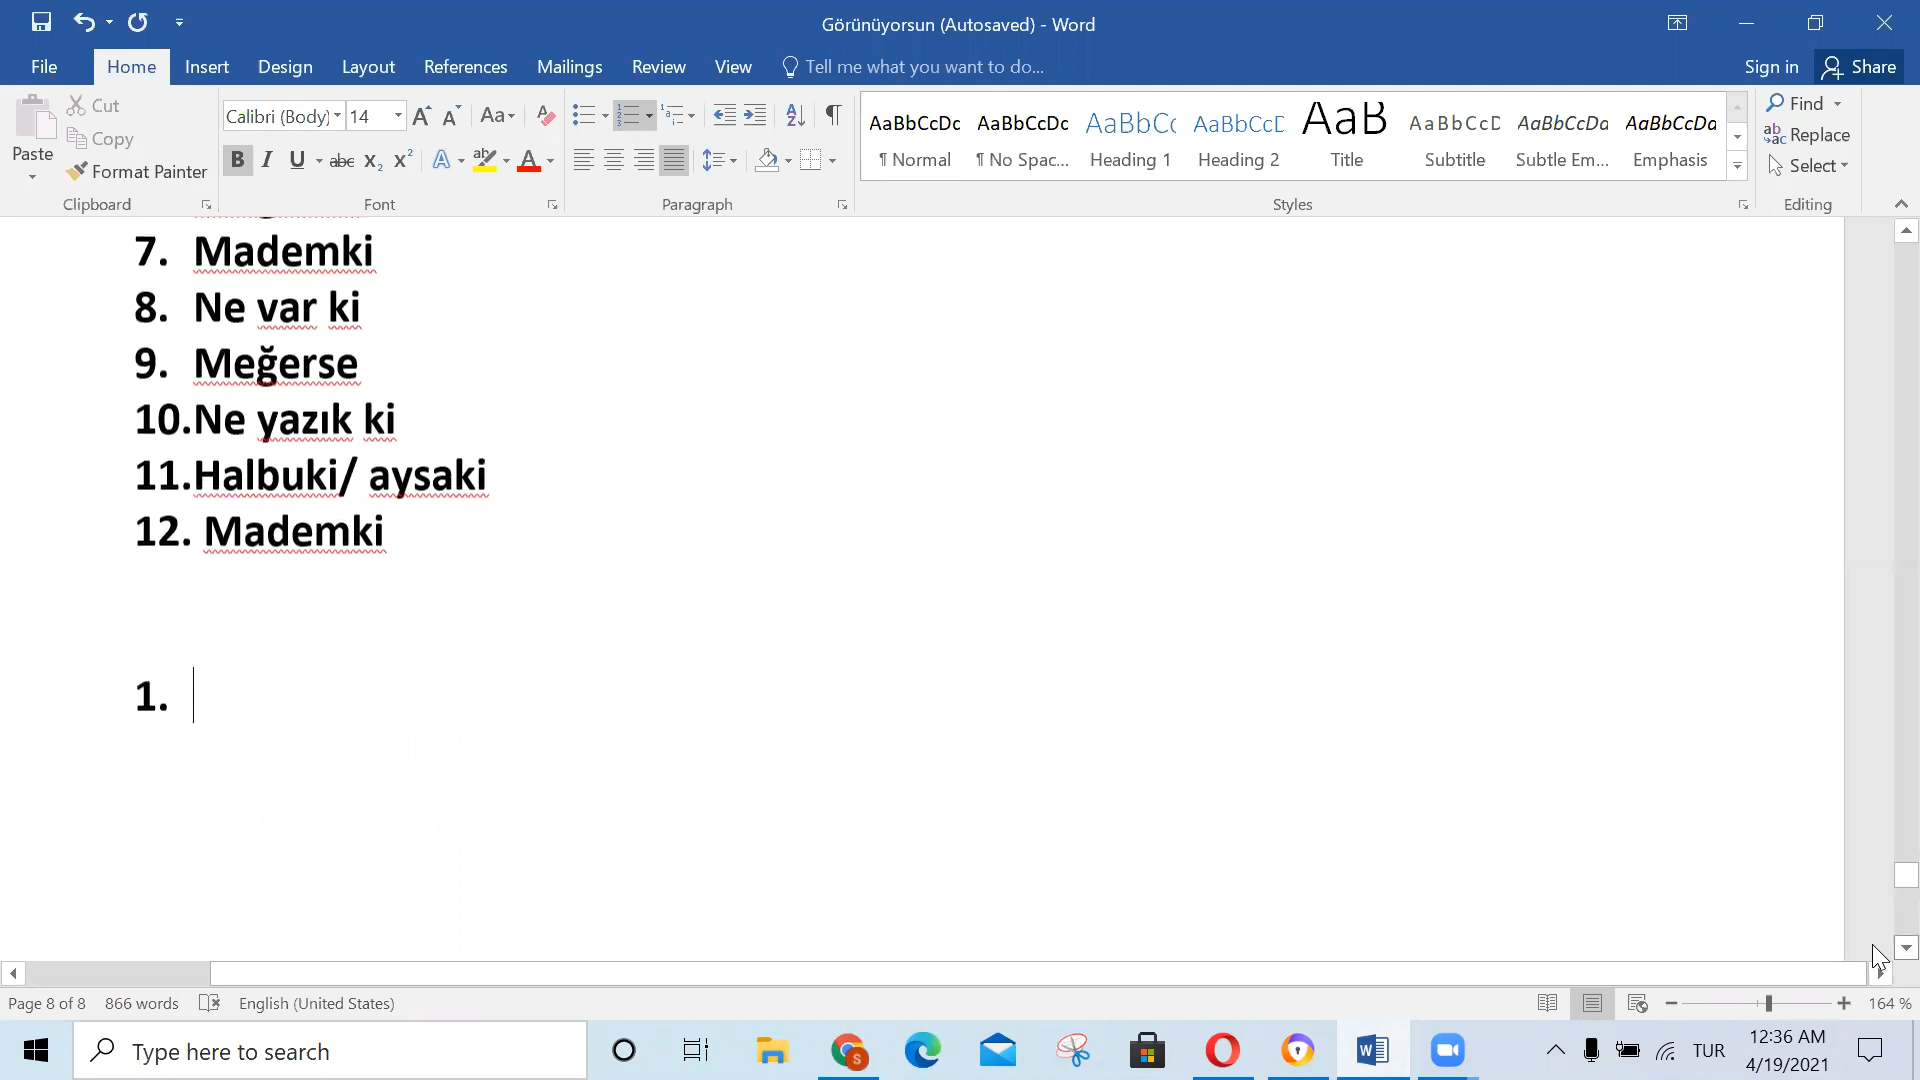 Görünüyorsun (Autosaved) - Word
File Home Insert Design Layout References Mailings Review View Tell me what you want to do... Sign in Share
Paste Cut Copy Format Painter Clipboard
Calibri (Body) 14 Font
Paragraph
AaBbCcDc AaBbCcDc AaBbCc AaBbCcD AaB AaBbCcD AaBbCcDa AaBbCcDa
¶ Normal ¶ No Spac... Heading 1 Heading 2 Title Subtitle Subtle Em... Emphasis
Styles
Find
Replace
Select
Editing
7. Mademki
8. Ne var ki
9. Meğerse
10.Ne yazık ki
11.Halbuki/ aysaki
12. Mademki
1.
Page 8 of 8 866 words English (United States) 164 %
Type here to search
TUR
12:36 AM
4/19/2021